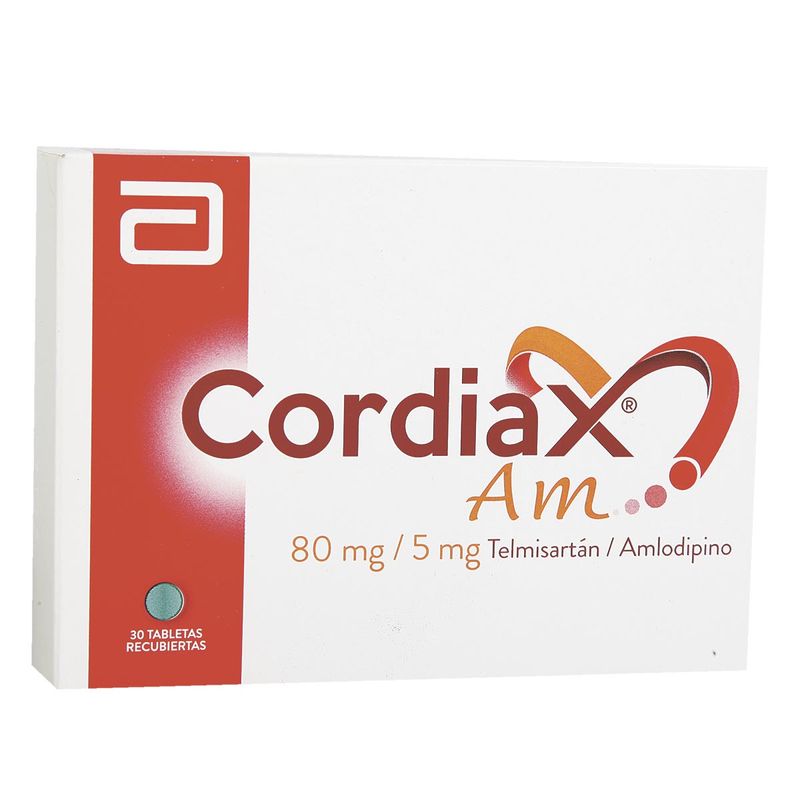 Cordiax®
Am
80 mg / 5 mg Telmisartán / Amlodipino
30 TABLETAS
RECUBIERTAS